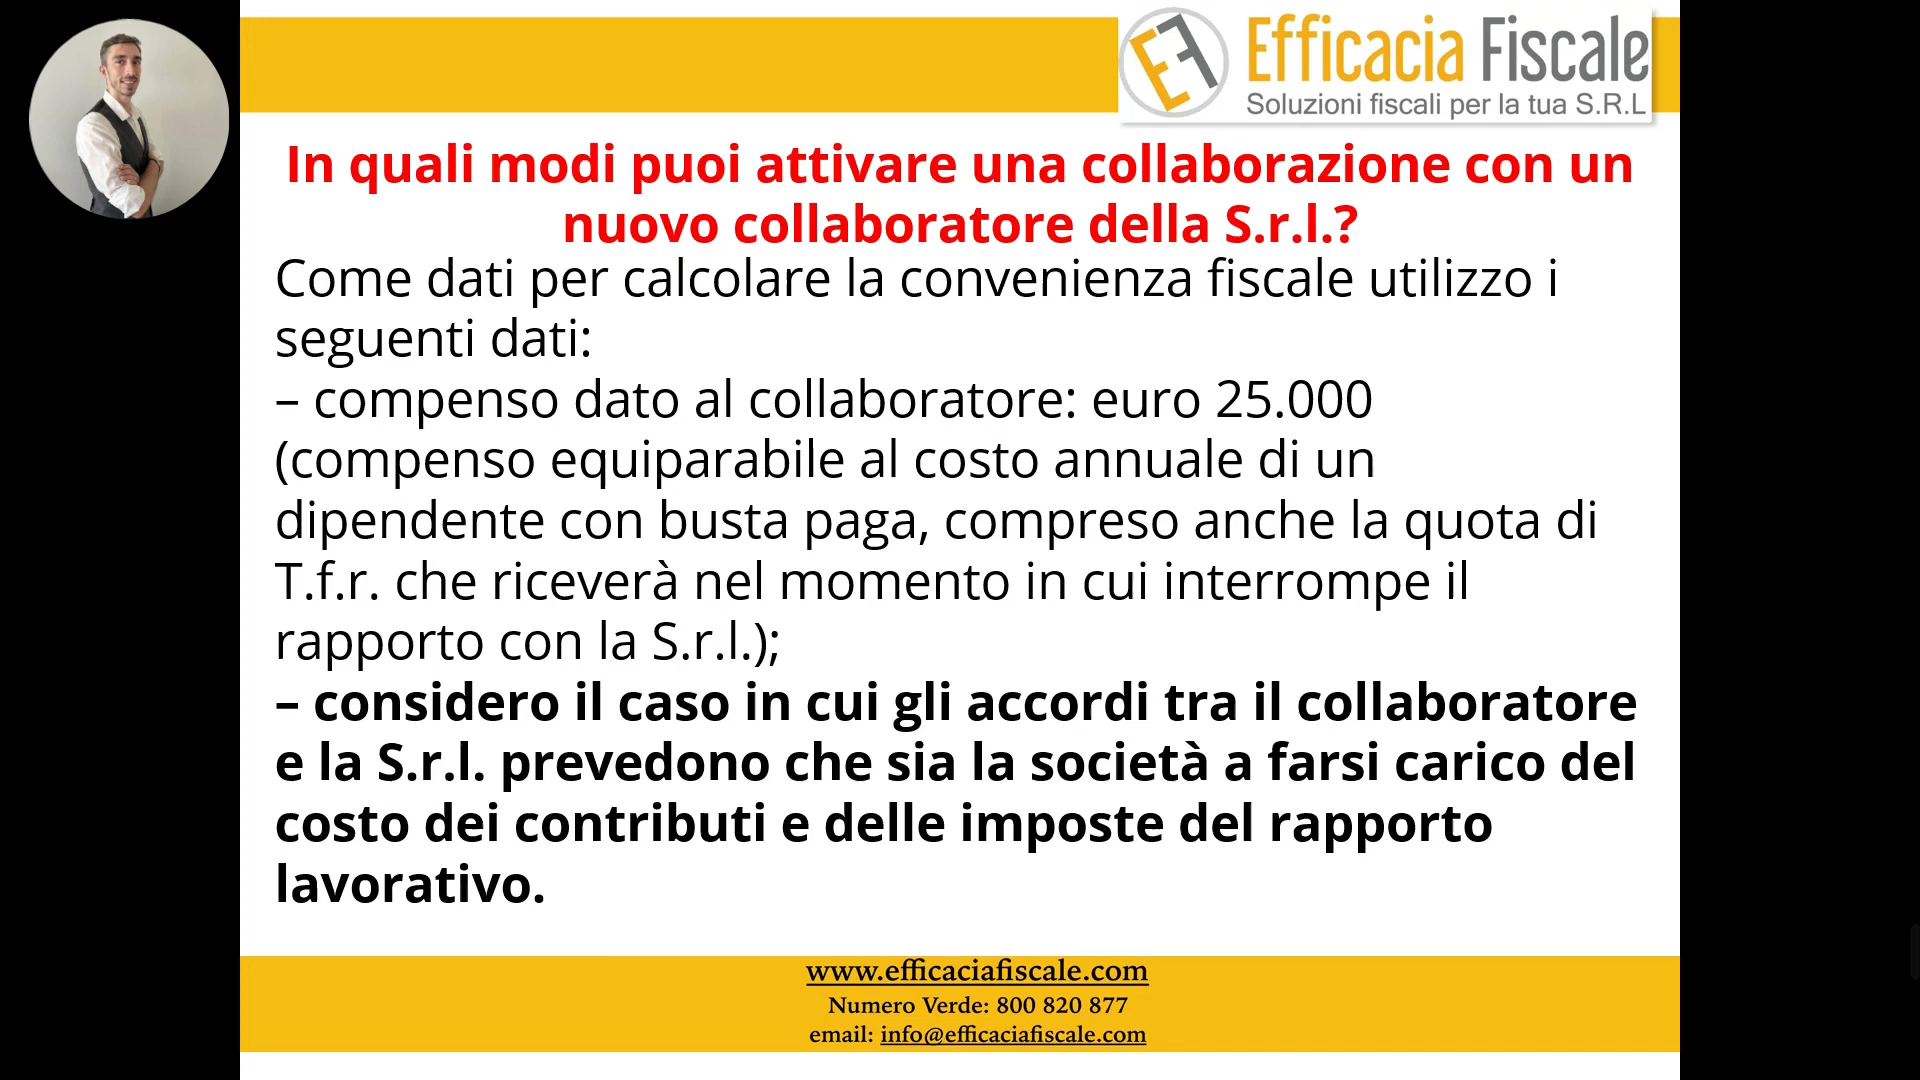 EF
Efficacia Fiscale
Soluzioni fiscali per la tua S.R.L
In quali modi puoi attivare una collaborazione con un
nuovo collaboratore della S.r.l.?
Come dati per calcolare la convenienza fiscale utilizzo i
seguenti dati:
– compenso dato al collaboratore: euro 25.000
(compenso equiparabile al costo annuale di un
dipendente con busta paga, compreso anche la quota di
T.f.r. che riceverà nel momento in cui interrompe il
rapporto con la S.r.l.);
– considero il caso in cui gli accordi tra il collaboratore
e la S.r.l. prevedono che sia la società a farsi carico del
costo dei contributi e delle imposte del rapporto
lavorativo.
www.efficaciafiscale.com
Numero Verde: 800 820 877
email: info@efficaciafiscale.com